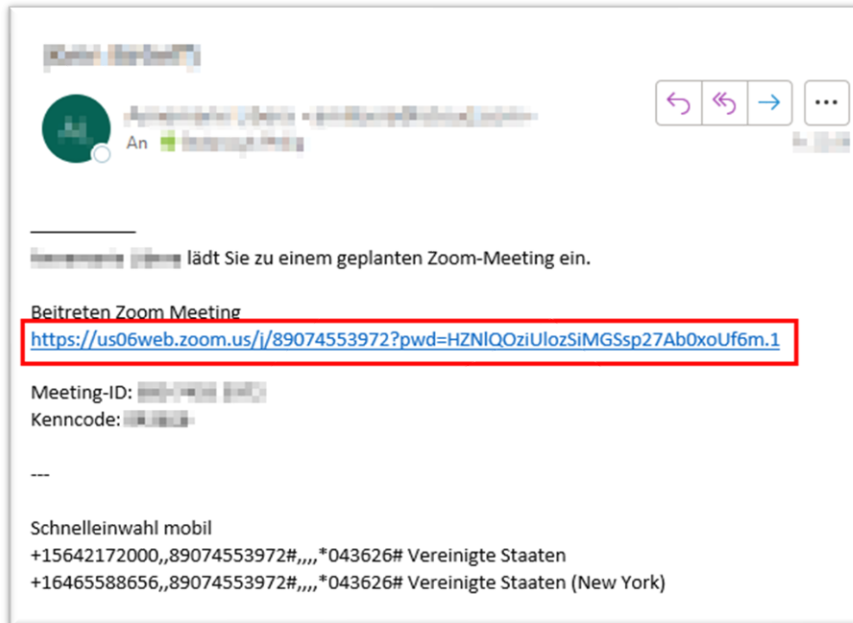 An
lädt Sie zu einem geplanten Zoom-Meeting ein.
Beitreten Zoom Meeting
https://us06web.zoom.us/j/89074553972?pwd=HZNlQOziUlozSiMGSsp27Ab0xoUf6m.1
Meeting-ID:
Kenncode:
---
Schnelleinwahl mobil
+15642172000,,89074553972#,,,,*043626# Vereinigte Staaten
+16465588656,,89074553972#,,,,*043626# Vereinigte Staaten (New York)